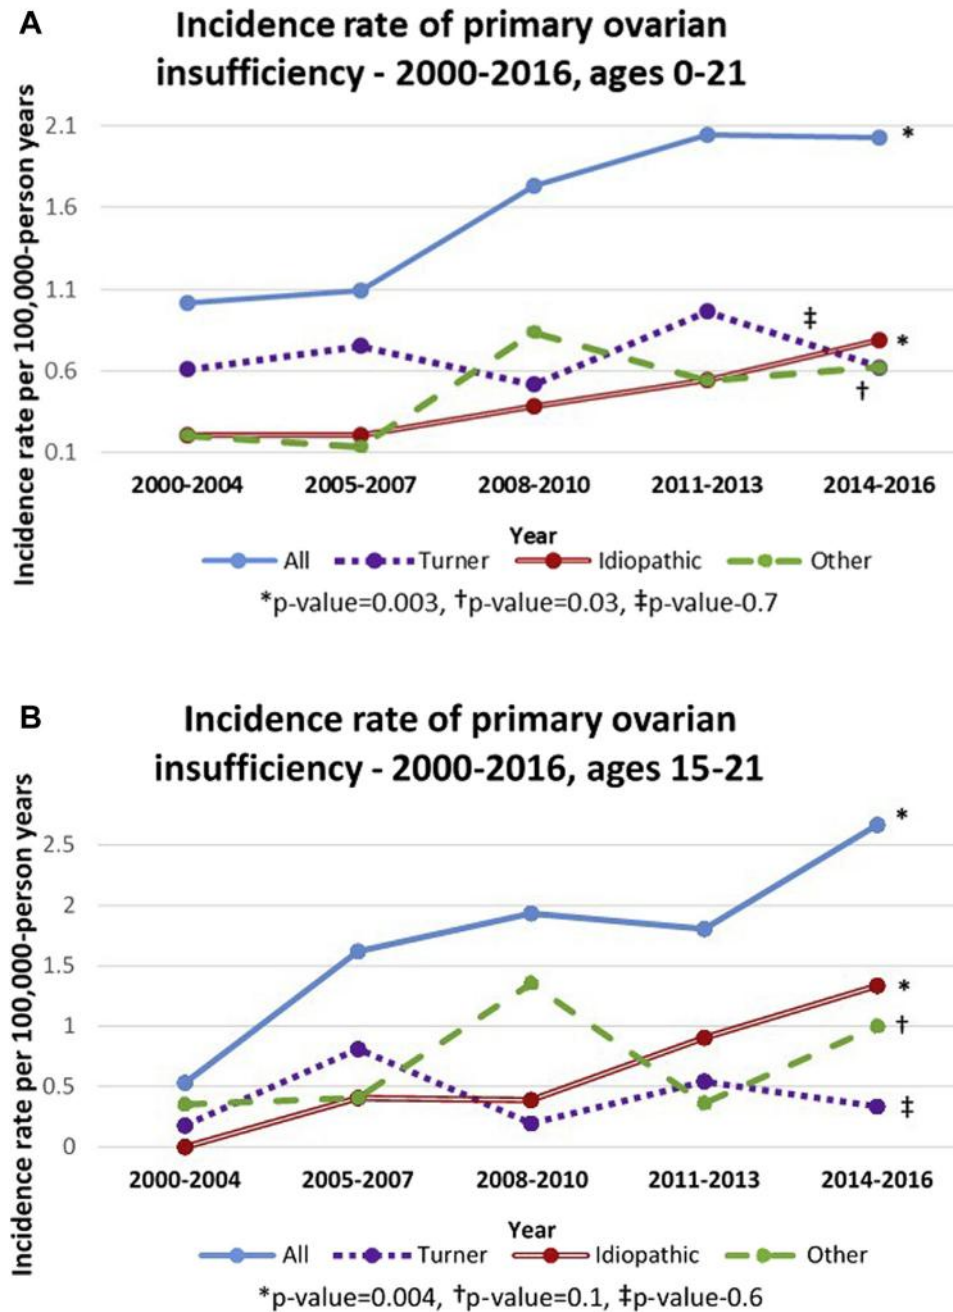 A
Incidence rate of primary ovarian
insufficiency - 2000-2016, ages 0-21
Incidence rate per 100,000-person years
2.1
1.6
1.1
0.6
0.1
*
‡
*
†
2000-2004 2005-2007 2008-2010 2011-2013 2014-2016
Year
All Turner Idiopathic Other
*p-value=0.003, †p-value=0.03, ‡p-value-0.7
B
Incidence rate of primary ovarian
insufficiency - 2000-2016, ages 15-21
Incidence rate per 100,000-person years
2.5
2
1.5
1
0.5
0
*
*
†
‡
2000-2004 2005-2007 2008-2010 2011-2013 2014-2016
Year
All Turner Idiopathic Other
*p-value=0.004, †p-value=0.1, ‡p-value-0.6